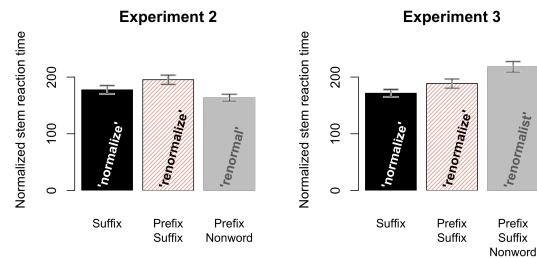 Experiment 2
Normalized stem reaction time
0
100
200
'normalize'
'renormalize'
'renormal'
Suffix
Prefix
Suffix
Prefix
Nonword
Experiment 3
Normalized stem reaction time
0
100
200
'normalize'
'renormalize'
'renormalist'
Suffix
Prefix
Suffix
Prefix
Suffix
Nonword